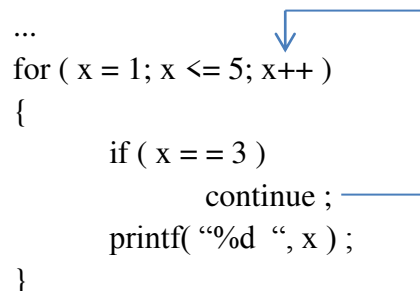 ...
for ( x = 1; x <= 5; x++ )
{
if ( x = = 3 )
continue ;
printf( “%d “, x ) ;
}